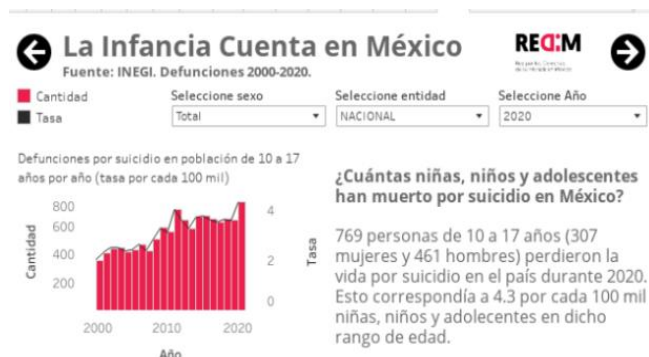 La Infancia Cuenta en México
Fuente: INEGI. Defunciones 2000-2020.
REDIM
Cantidad
Tasa
Seleccione sexo
Total
Seleccione entidad
NACIONAL
Seleccione Año
2020
Defunciones por suicidio en población de 10 a 17
años por año (tasa por cada 100 mil)
Cantidad
800
600
400
200
4
2
0
Tasa
2000
2010
2020
Año
¿Cuántas niñas, niños y adolescentes
han muerto por suicidio en México?
769 personas de 10 a 17 años (307
mujeres y 461 hombres) perdieron la
vida por suicidio en el país durante 2020.
Esto correspondía a 4.3 por cada 100 mil
niñas, niños y adolecentes en dicho
rango de edad.